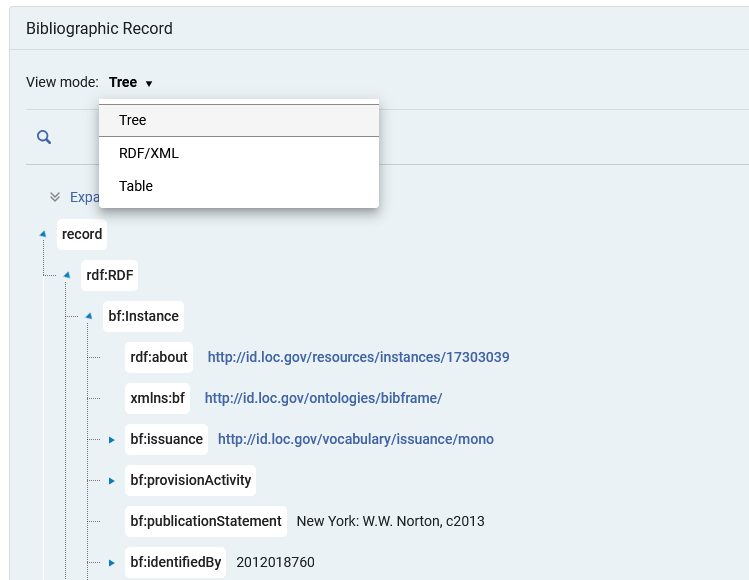 Bibliographic Record
View mode: Tree
Tree
RDF/XML
Table
Expa
record
rdf:RDF
bf:Instance
rdf:about http://id.loc.gov/resources/instances/17303039
xmlns:bf http://id.loc.gov/ontologies/bibframe/
bf:issuance http://id.loc.gov/vocabulary/issuance/mono
bf:provisionActivity
bf:publicationStatement New York: W.W. Norton, c2013
bf:identifiedBy 2012018760